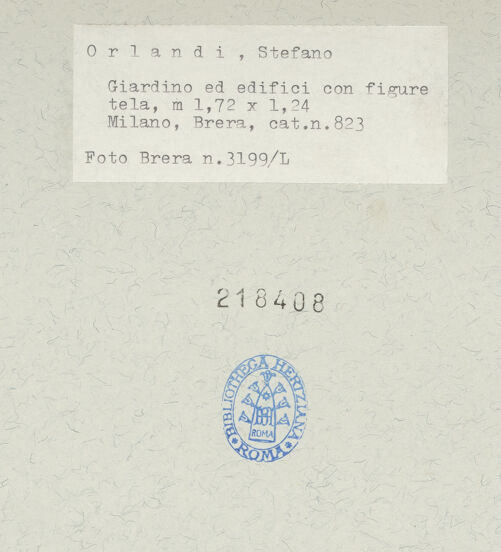 O r l a n d i , Stefano
Giardino ed edifici con figure
tela, m 1,72 x 1,24
Milano, Brera, cat.n.823
Foto Brera n.3199/L
218408
BIBLIOTHECA HERTZIANA
ROMA
* ROMA *